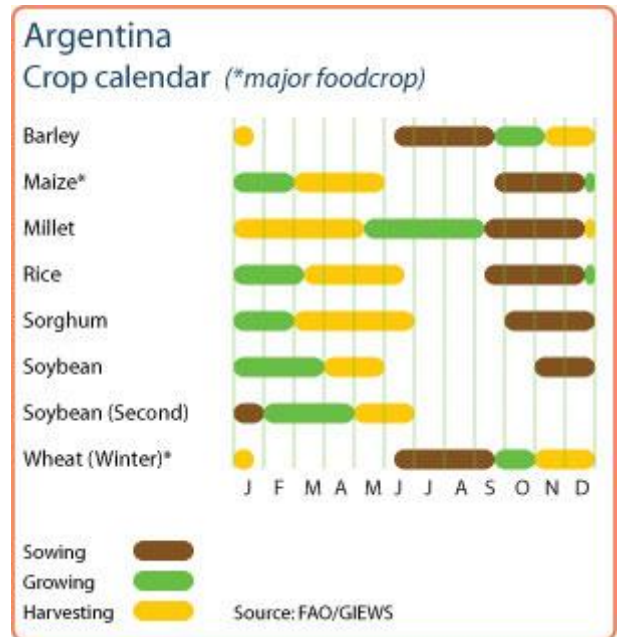 Argentina
Crop calendar (*major foodcrop)
Barley
Maize*
Millet
Rice
Sorghum
Soybean
Soybean (Second)
Wheat (Winter)*
J F M A M J J A S O N D
Sowing
Growing
Harvesting Source: FAO/GIEWS